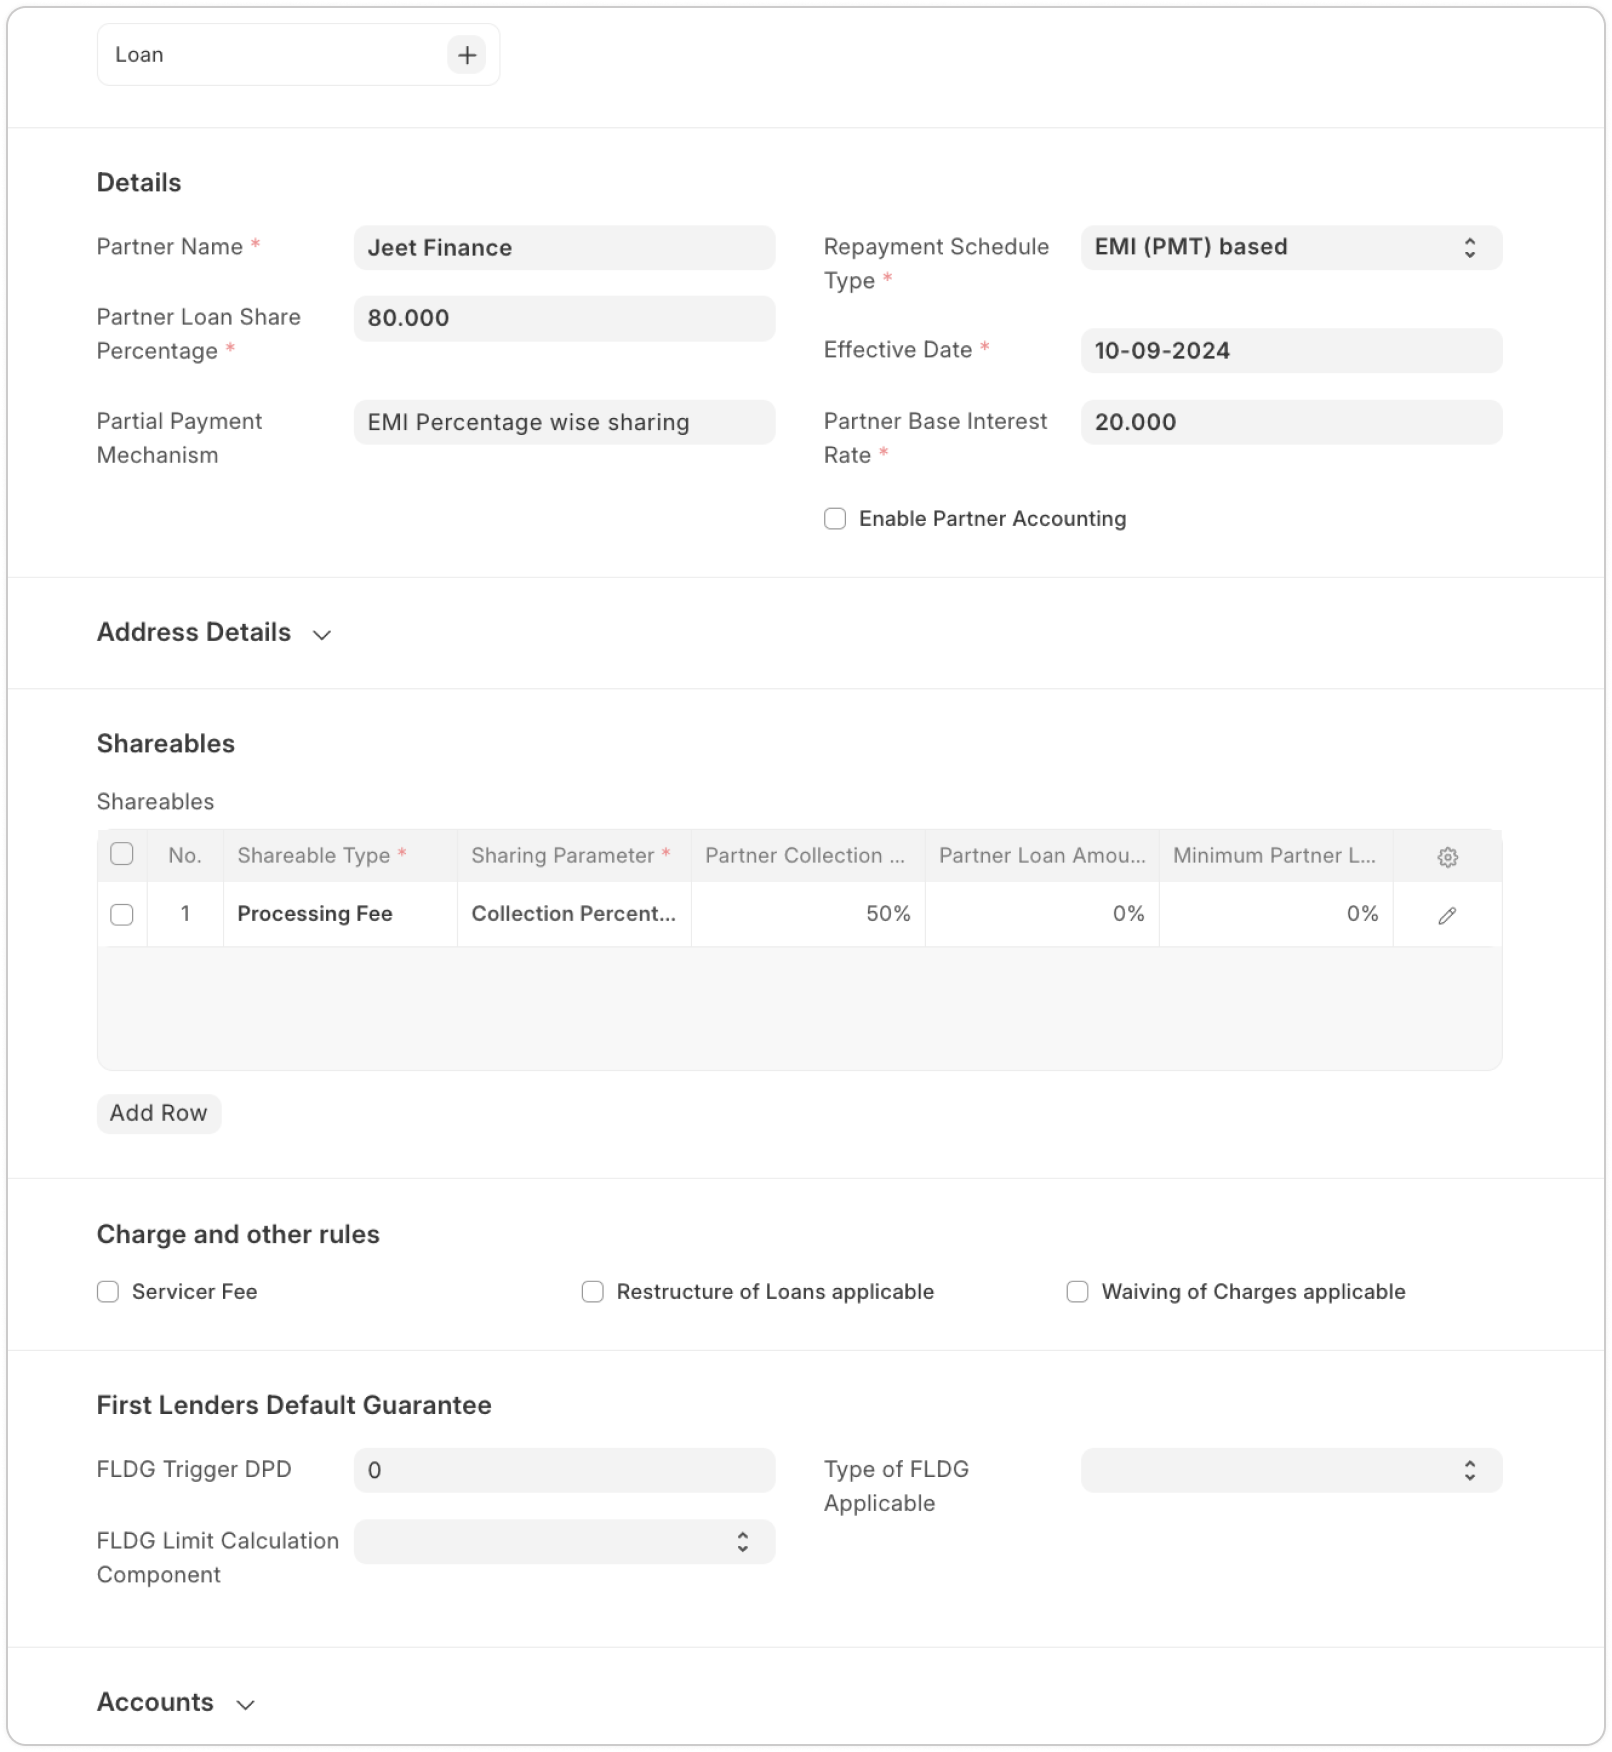 Loan
Details
Partner Name *
Jeet Finance
Partner Loan Share
Percentage *
80.000
Partial Payment
Mechanism
EMI Percentage wise sharing
Repayment Schedule
Type *
EMI (PMT) based
Effective Date *
10-09-2024
Partner Base Interest
Rate *
20.000
Enable Partner Accounting
Address Details
Shareables
Shareables
No. Shareable Type * Sharing Parameter * Partner Collection ... Partner Loan Amou... Minimum Partner L...
1 Processing Fee Collection Percent... 50% 0% 0%
Add Row
Charge and other rules
Servicer Fee Restructure of Loans applicable Waiving of Charges applicable
First Lenders Default Guarantee
FLDG Trigger DPD
0
FLDG Limit Calculation
Component
Type of FLDG
Applicable
Accounts